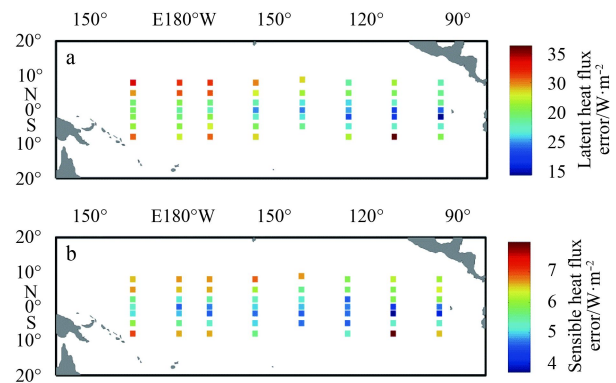 150° E180°W 150° 120° 90°
20°
a
10°
N
0°
S
10°
20°
35
30
25
15
Latent heat flux
error/W·m-2
150° E180°W 150° 120° 90°
20°
b
10°
N
0°
S
10°
20°
7
6
5
4
Sensible heat flux
error/W·m-2